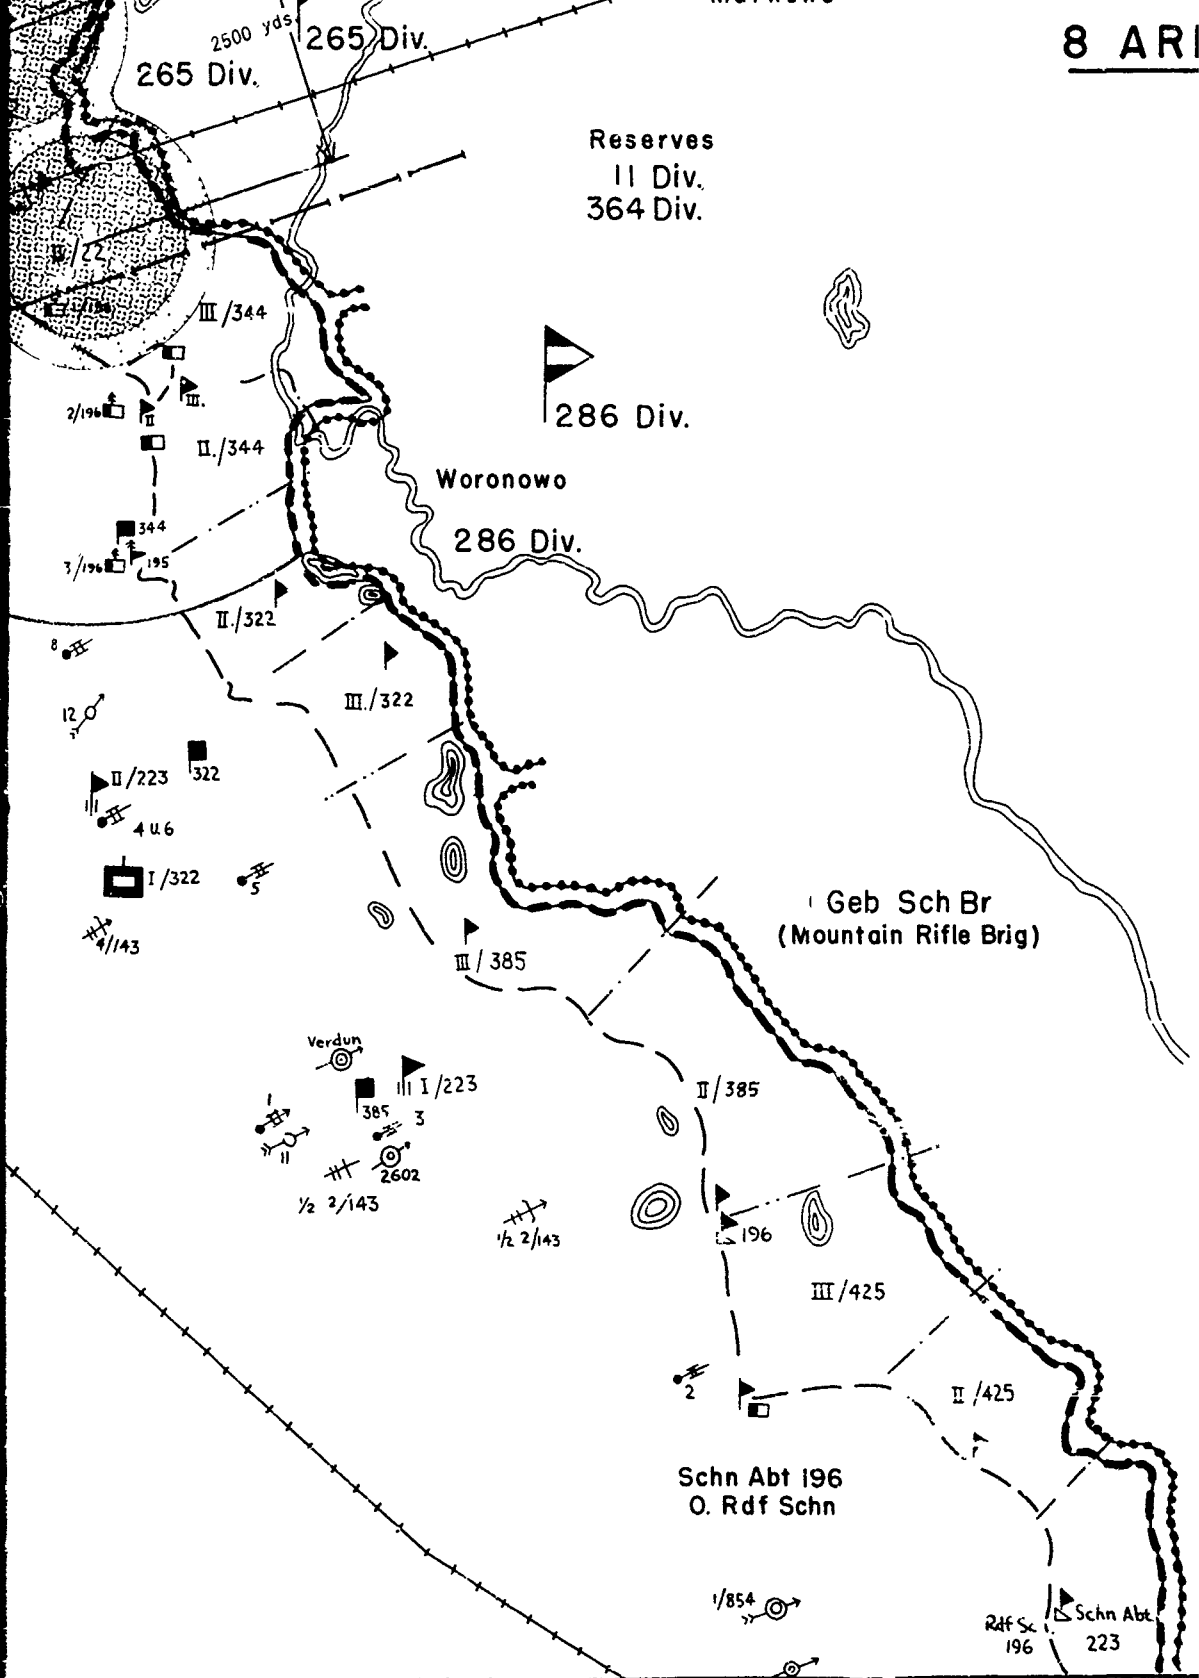 8 AR
2500 yds.
265 Div.
265 Div.
Reserves
11 Div.
364 Div.
III/344
III.
2/196
II
286 Div.
II./344
Woronowo
344
286 Div.
3/196
195
II./322
8
III./322
12
322
II/223
4 u 6
I/322
5
4/143
Geb Sch Br
(Mountain Rifle Brig)
III/385
Verdun
I/223
II/385
385
3
1
11
2602
½ 2/143
½ 2/143
196
III/425
2
II/425
Schn Abt 196
O. Rdf Schn
1/854
Rdf Sc
196
Schn Abt
223